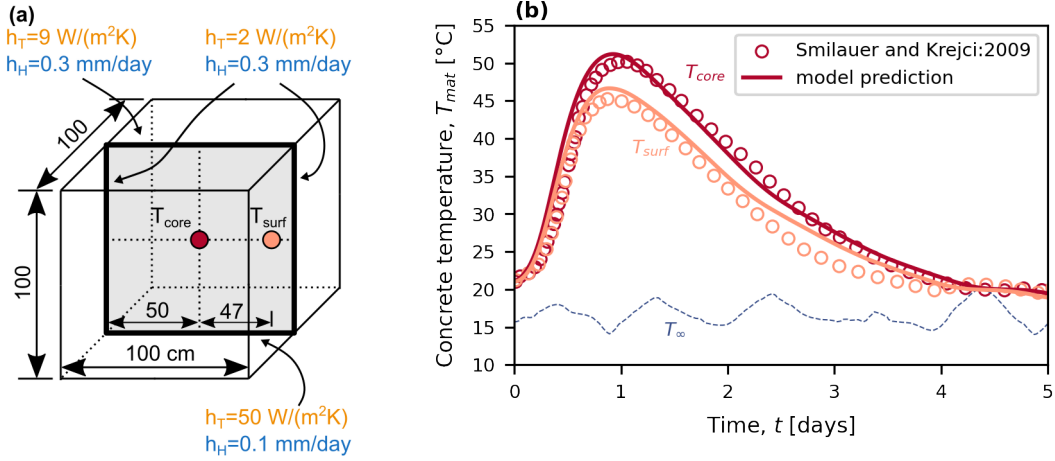 (a)
h_T=9 W/(m²K)
h_H=0.3 mm/day
h_T=2 W/(m²K)
h_H=0.3 mm/day
100
T_core
T_surf
100
50
47
100 cm
h_T=50 W/(m²K)
h_H=0.1 mm/day
(b)
Concrete temperature, T_mat [°C]
55
50
45
40
35
30
25
20
15
10
T_core
T_surf
T_∞
Smilauer and Krejci:2009
model prediction
0
1
2
3
4
5
Time, t [days]